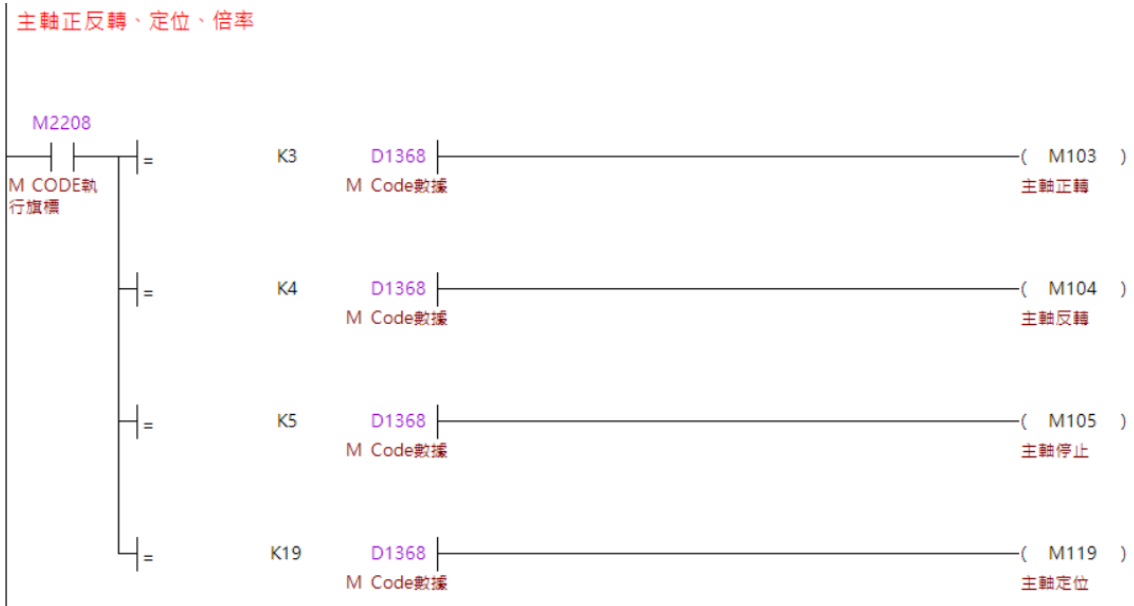 主軸正反轉、定位、倍率
M2208
= K3 D1368 ( M103 )
M CODE執
行旗標
M Code數據 主軸正轉
= K4 D1368 ( M104 )
M Code數據 主軸反轉
= K5 D1368 ( M105 )
M Code數據 主軸停止
= K19 D1368 ( M119 )
M Code數據 主軸定位